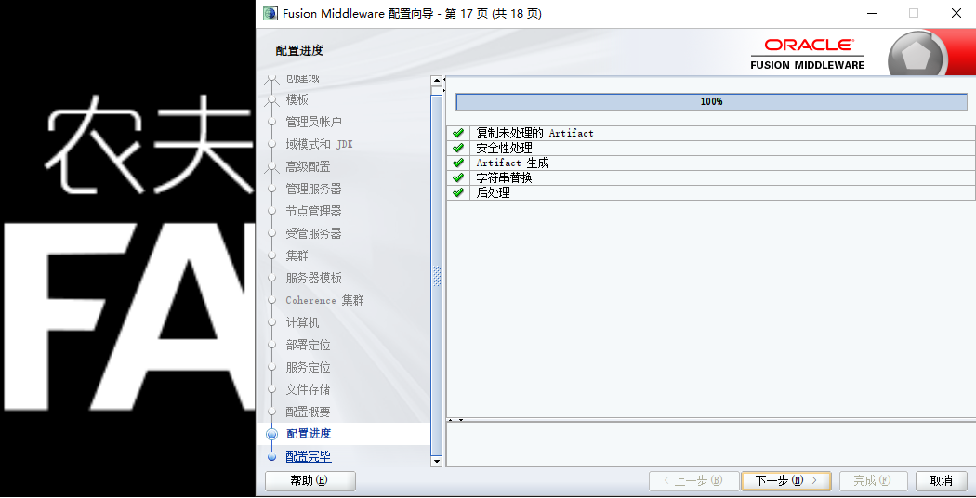 农夫
FA
Fusion Middleware 配置向导 - 第 17 页 (共 18 页)
配置进度
ORACLE
FUSION MIDDLEWARE
创建域
模板
管理员帐户
域模式和 JDK
高级配置
管理服务器
节点管理器
受管服务器
集群
服务器模板
Coherence 集群
计算机
部署定位
服务定位
文件存储
配置概要
配置进度
配置完毕
100%
复制未处理的 Artifact
安全性处理
Artifact 生成
字符串替换
后处理
帮助(H)
< 上一步(B)
下一步(N) >
完成(F)
取消